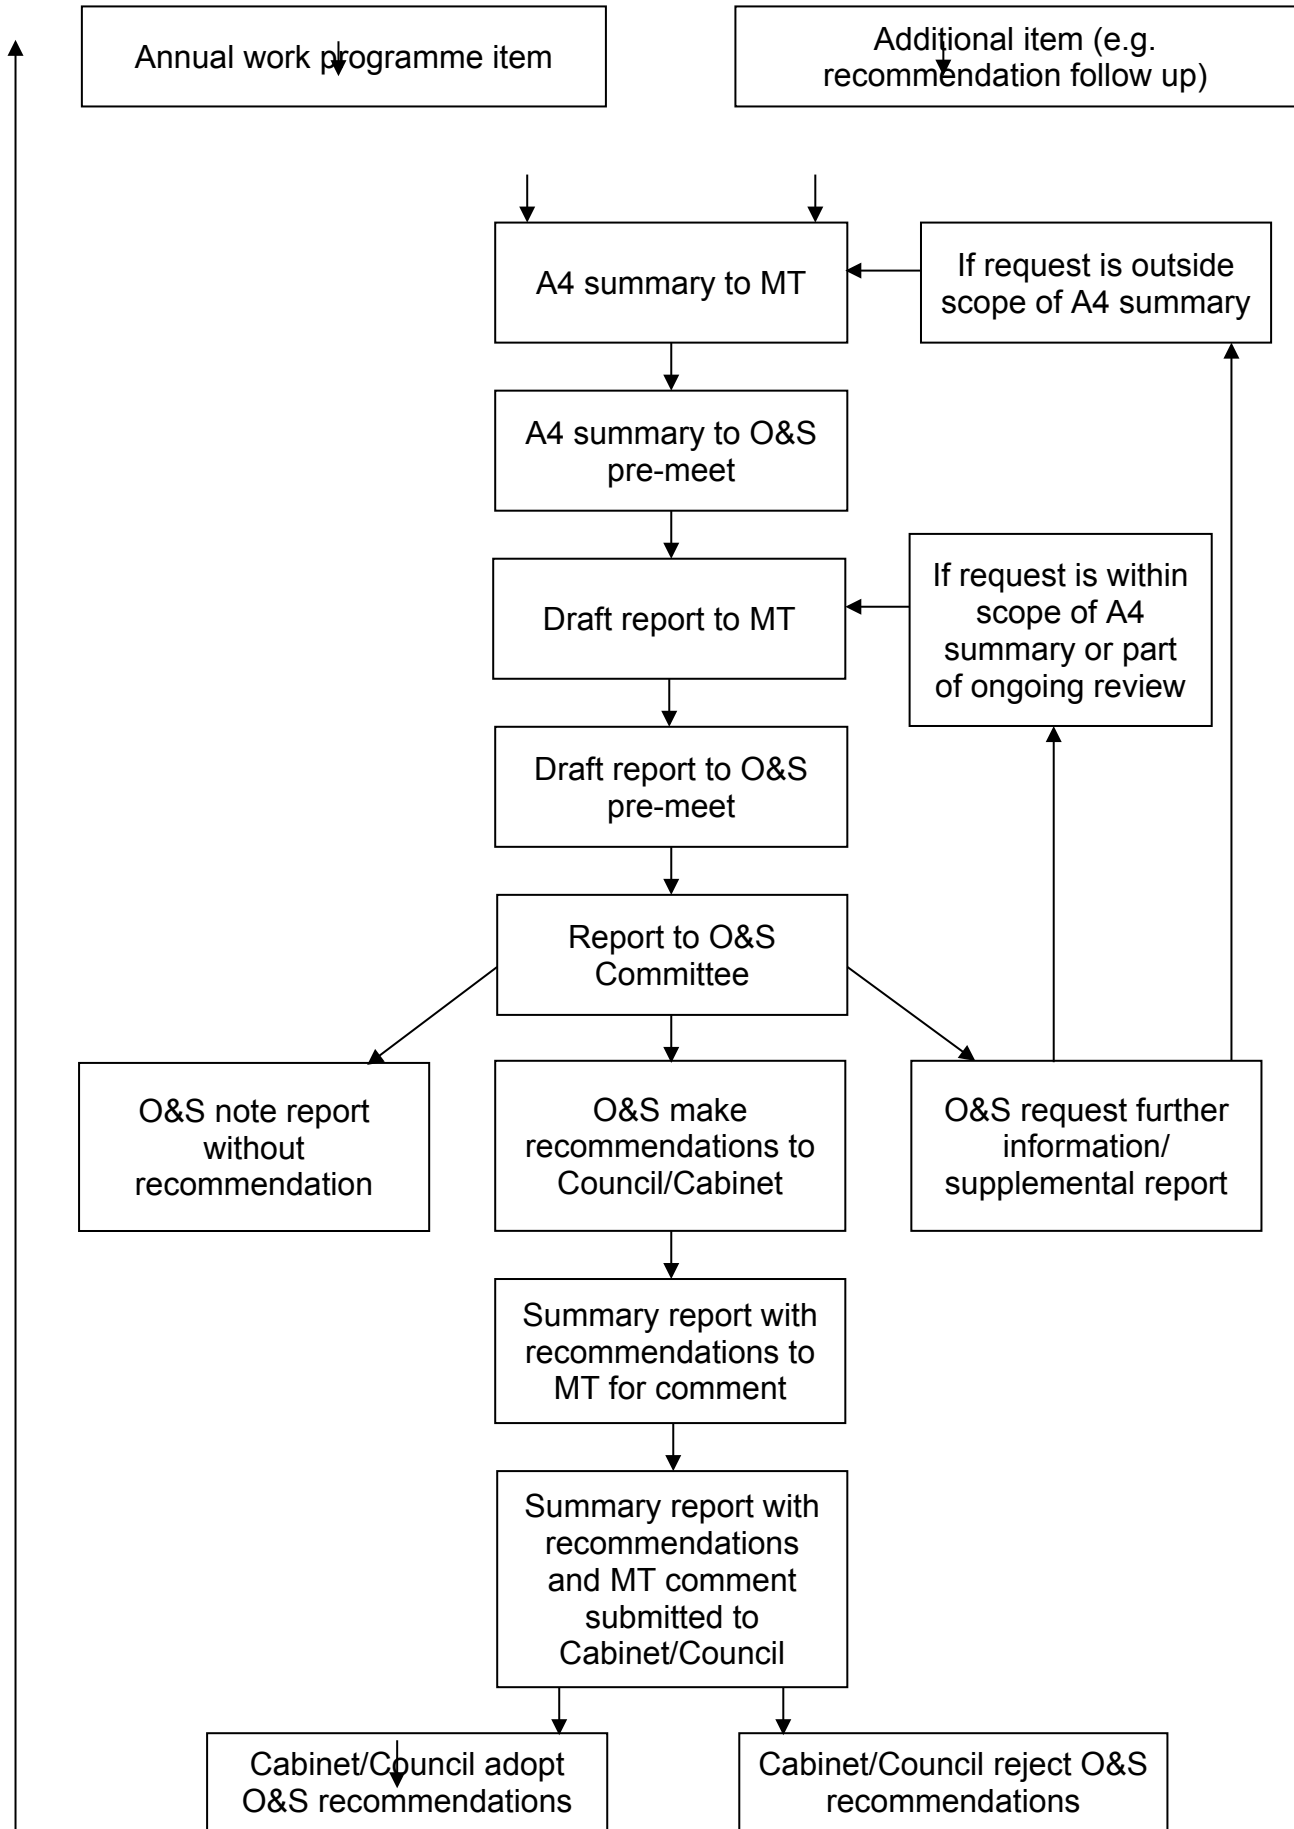 Annual work programme item
Additional item (e.g.
recommendation follow up)
A4 summary to MT
If request is outside
scope of A4 summary
A4 summary to O&S
pre-meet
Draft report to MT
If request is within
scope of A4
summary or part
of ongoing review
Draft report to O&S
pre-meet
Report to O&S
Committee
O&S note report
without
recommendation
O&S make
recommendations to
Council/Cabinet
O&S request further
information/
supplemental report
Summary report with
recommendations to
MT for comment
Summary report with
recommendations
and MT comment
submitted to
Cabinet/Council
Cabinet/Council adopt
O&S recommendations
Cabinet/Council reject O&S
recommendations